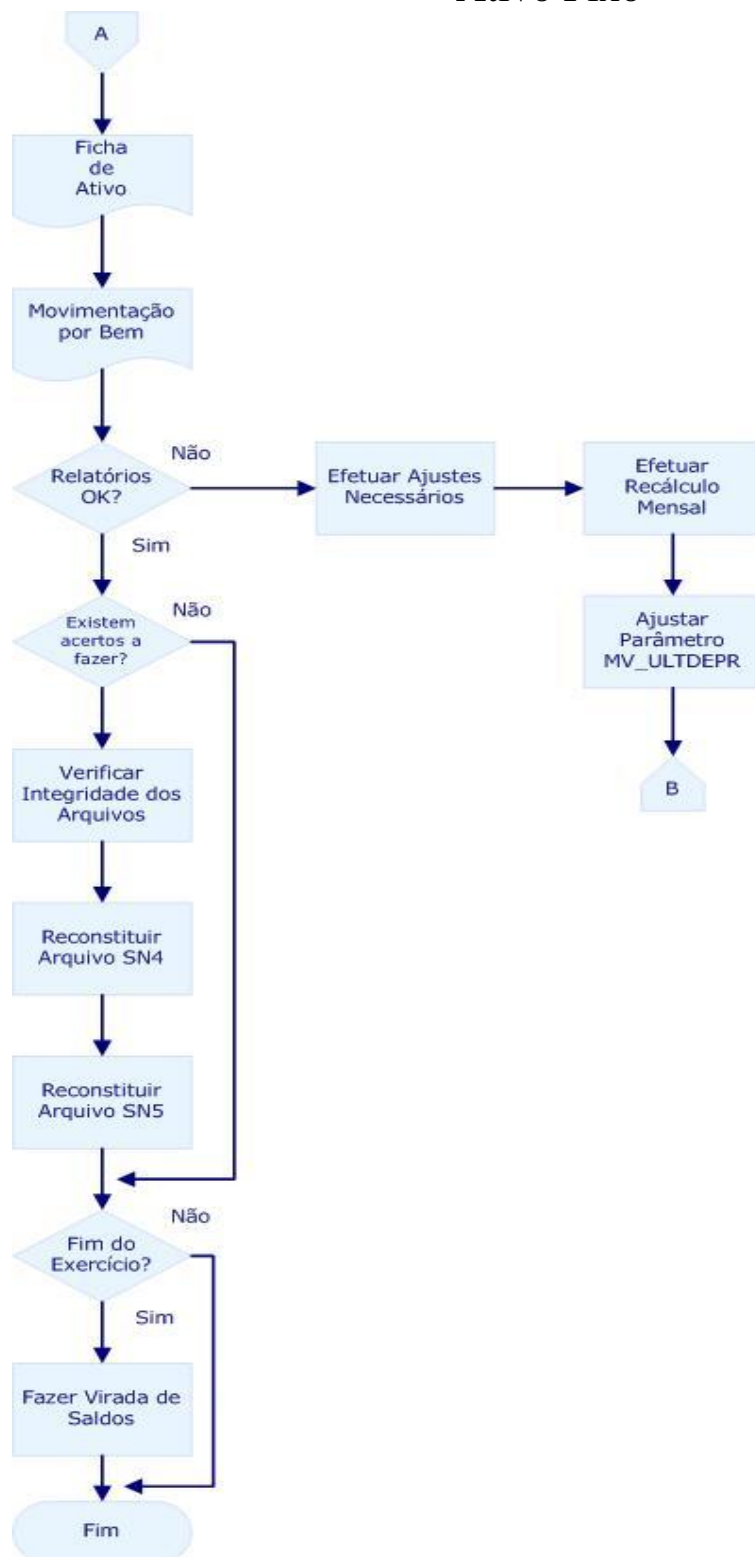 A
Ficha
de
Ativo
Movimentação
por Bem
Relatórios
OK?
Não
Efetuar Ajustes
Necessários
Efetuar
Recálculo
Mensal
Ajustar
Parâmetro
MV_ULTDEPR
B
Sim
Existem
acertos a
fazer?
Não
Verificar
Integridade dos
Arquivos
Reconstituir
Arquivo SN4
Reconstituir
Arquivo SN5
Fim do
Exercício?
Não
Sim
Fazer Virada de
Saldos
Fim